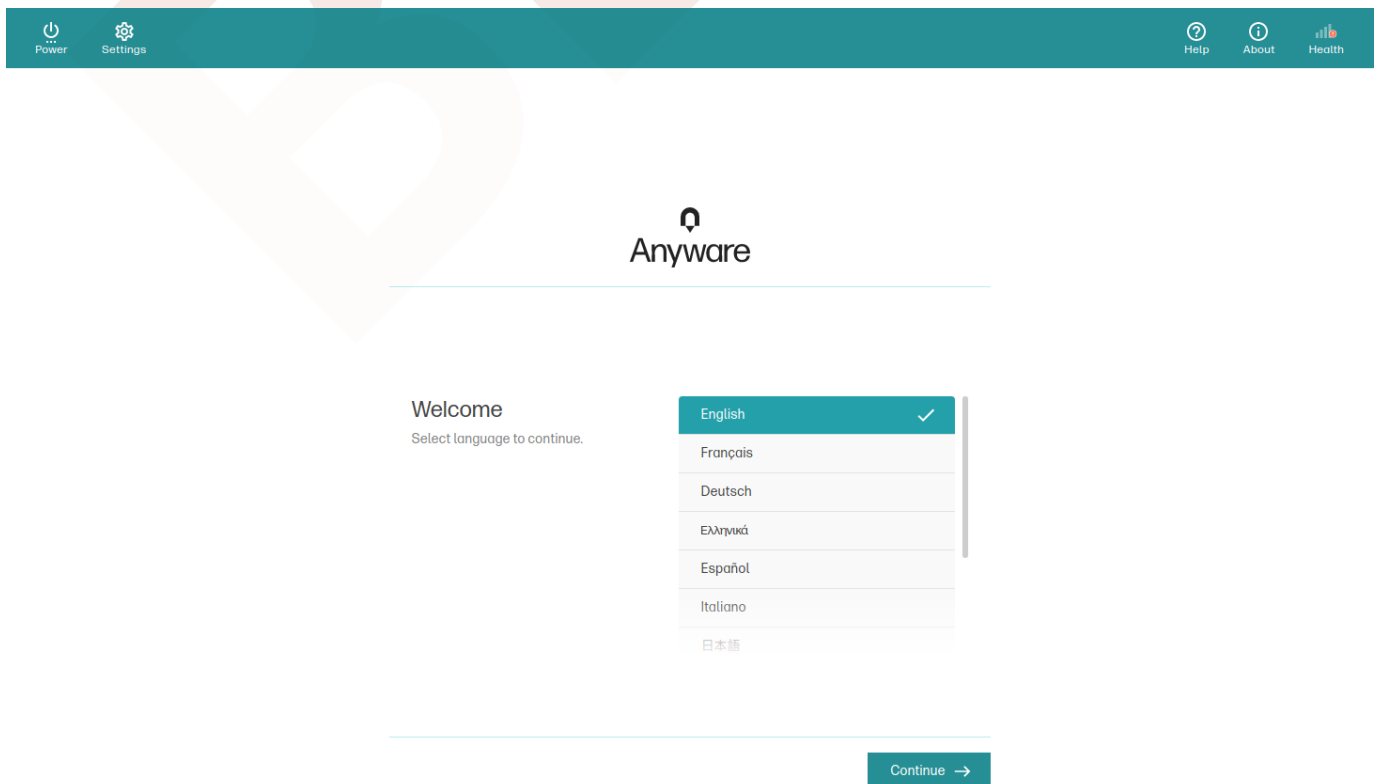 Power
Settings
Help
About
Health
Anyware
Welcome
Select language to continue.
English
Français
Deutsch
Ελληνικά
Español
Italiano
日本語
Continue